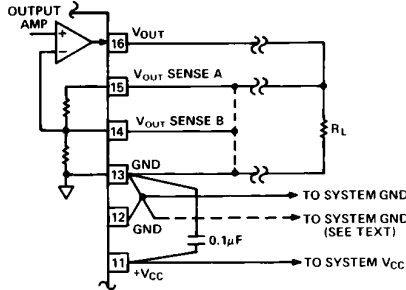 OUTPUT
AMP
+
−
16
VOUT
15
VOUT SENSE A
14
VOUT SENSE B
RL
13
GND
TO SYSTEM GND
12
GND
0.1μF
TO SYSTEM GND
(SEE TEXT)
11
+VCC
TO SYSTEM VCC